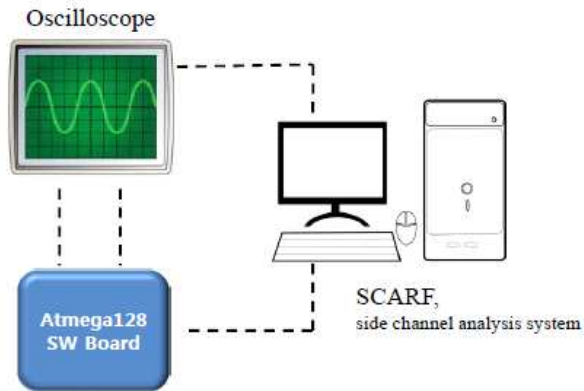 Oscilloscope
Atmega128
SW Board
SCARF,
side channel analysis system